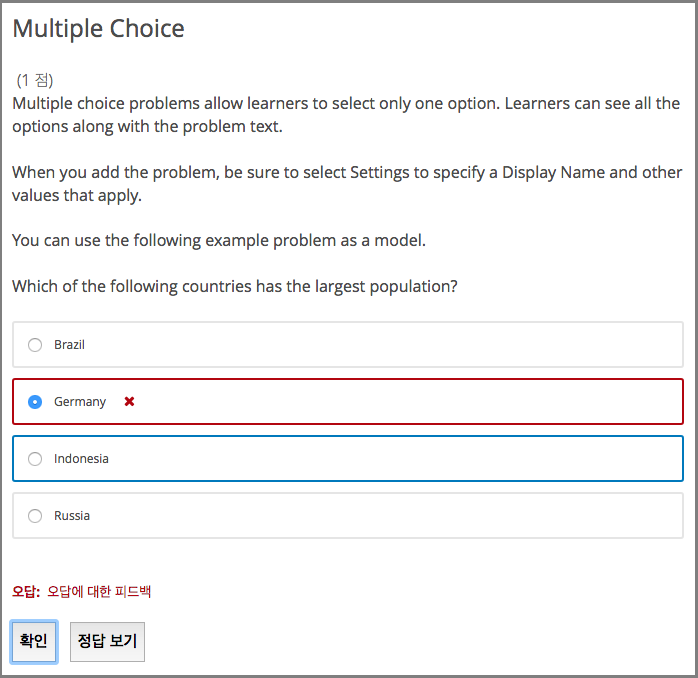 Multiple Choice
(1 점)
Multiple choice problems allow learners to select only one option. Learners can see all the
options along with the problem text.
When you add the problem, be sure to select Settings to specify a Display Name and other
values that apply.
You can use the following example problem as a model.
Which of the following countries has the largest population?
Brazil
Germany ✖
Indonesia
Russia
오답: 오답에 대한 피드백
확인 정답 보기